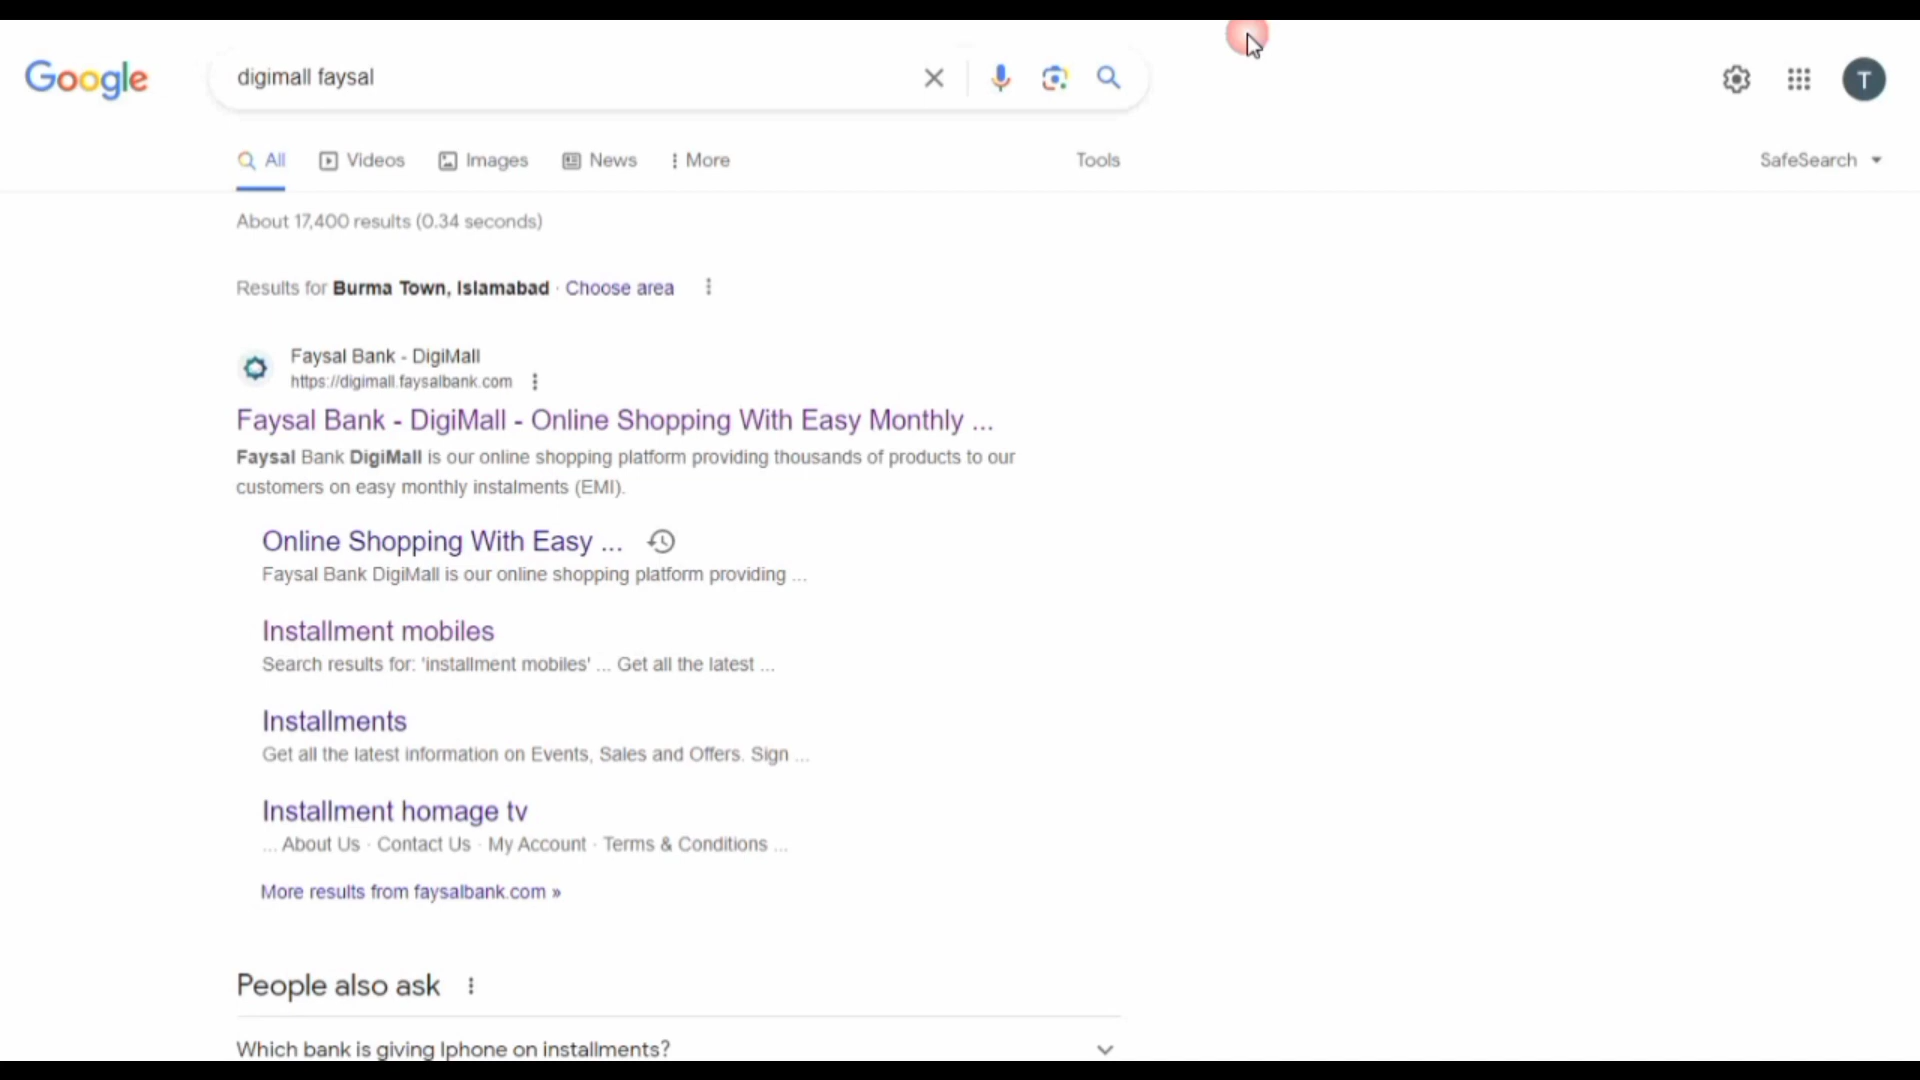 Google
digimall faysal
T
All
Videos
Images
News
More
Tools
SafeSearch
About 17,400 results (0.34 seconds)
Results for Burma Town, Islamabad · Choose area
Faysal Bank - DigiMall
https://digimall.faysalbank.com
Faysal Bank - DigiMall - Online Shopping With Easy Monthly ...
Faysal Bank DigiMall is our online shopping platform providing thousands of products to our
customers on easy monthly instalments (EMI).
Online Shopping With Easy ...
Faysal Bank DigiMall is our online shopping platform providing ...
Installment mobiles
Search results for: 'installment mobiles' ... Get all the latest ...
Installments
Get all the latest information on Events, Sales and Offers. Sign ...
Installment homage tv
... About Us · Contact Us · My Account · Terms & Conditions ...
More results from faysalbank.com »
People also ask
Which bank is giving Iphone on installments?